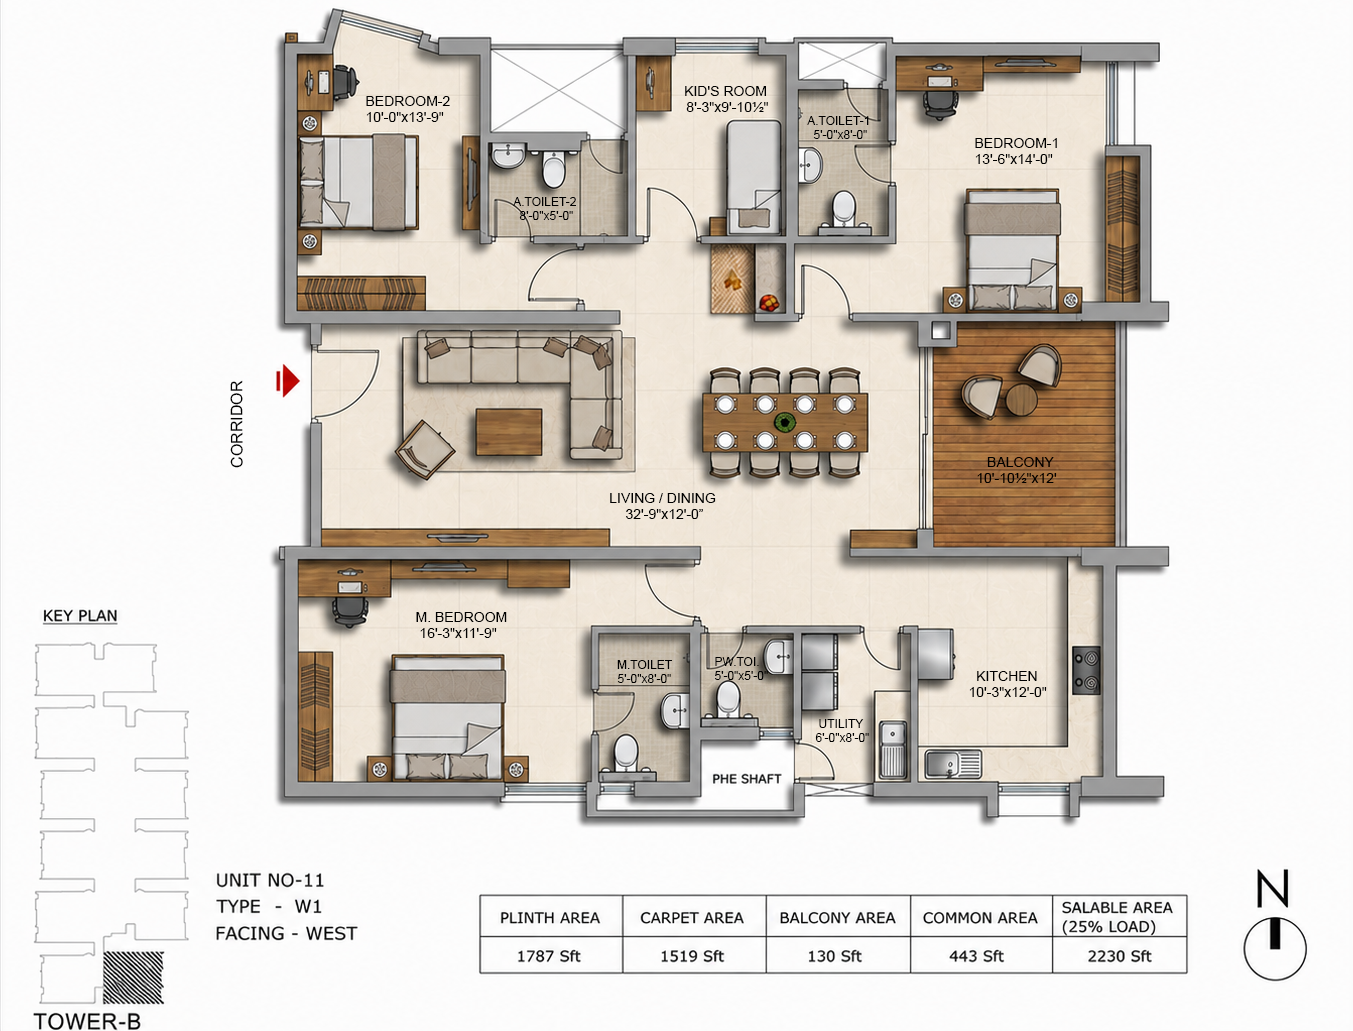 BEDROOM-2
10'-0"x13'-9"
KID'S ROOM
8'-3"x9'-10½"
A.TOILET-1
5'-0"x8'-0"
BEDROOM-1
13'-6"x14'-0"
A.TOILET-2
8'-0"x5'-0"
CORRIDOR
BALCONY
10'-10½"x12'
LIVING / DINING
32'-9"x12'-0"
M. BEDROOM
16'-3"x11'-9"
M.TOILET
5'-0"x8'-0"
PW.TOI.
5'-0"x5'-0"
KITCHEN
10'-3"x12'-0"
UTILITY
6'-0"x8'-0"
PHE SHAFT
KEY PLAN
TOWER-B
UNIT NO-11
TYPE - W1
FACING - WEST
PLINTH AREA CARPET AREA BALCONY AREA COMMON AREA SALABLE AREA
(25% LOAD)
1787 Sft 1519 Sft 130 Sft 443 Sft 2230 Sft
N